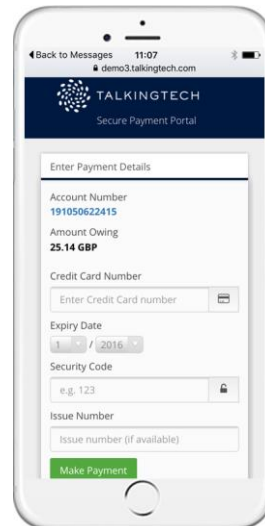 Back to Messages 11:07
demo3.talkingtech.com
TALKINGTECH
Secure Payment Portal
Enter Payment Details
Account Number
191050622415
Amount Owing
25.14 GBP
Credit Card Number
Enter Credit Card number
Expiry Date
1 / 2016
Security Code
e.g. 123
Issue Number
Issue number (if available)
Make Payment